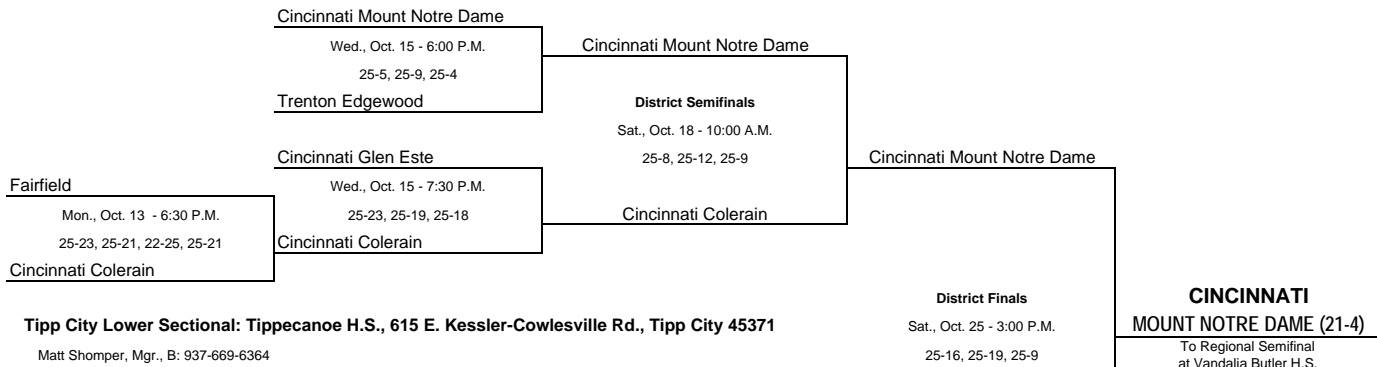 Cincinnati Mount Notre Dame
Wed., Oct. 15 - 6:00 P.M.
25-5, 25-9, 25-4
Trenton Edgewood
Cincinnati Mount Notre Dame
District Semifinals
Sat., Oct. 18 - 10:00 A.M.
25-8, 25-12, 25-9
Cincinnati Mount Notre Dame
Cincinnati Glen Este
Wed., Oct. 15 - 7:30 P.M.
25-23, 25-19, 25-18
Cincinnati Colerain
Cincinnati Colerain
Fairfield
Mon., Oct. 13 - 6:30 P.M.
25-23, 25-21, 22-25, 25-21
Cincinnati Colerain
District Finals
Sat., Oct. 25 - 3:00 P.M.
25-16, 25-19, 25-9
CINCINNATI
MOUNT NOTRE DAME (21-4)
To Regional Semifinal
at Vandalia Butler H.S.
Tipp City Lower Sectional: Tippecanoe H.S., 615 E. Kessler-Cowlesville Rd., Tipp City 45371
Matt Shomper, Mgr., B: 937-669-6364